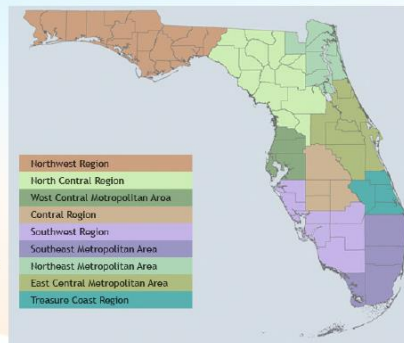 Northwest Region
North Central Region
West Central Metropolitan Area
Central Region
Southwest Region
Southeast Metropolitan Area
Northeast Metropolitan Area
East Central Metropolitan Area
Treasure Coast Region